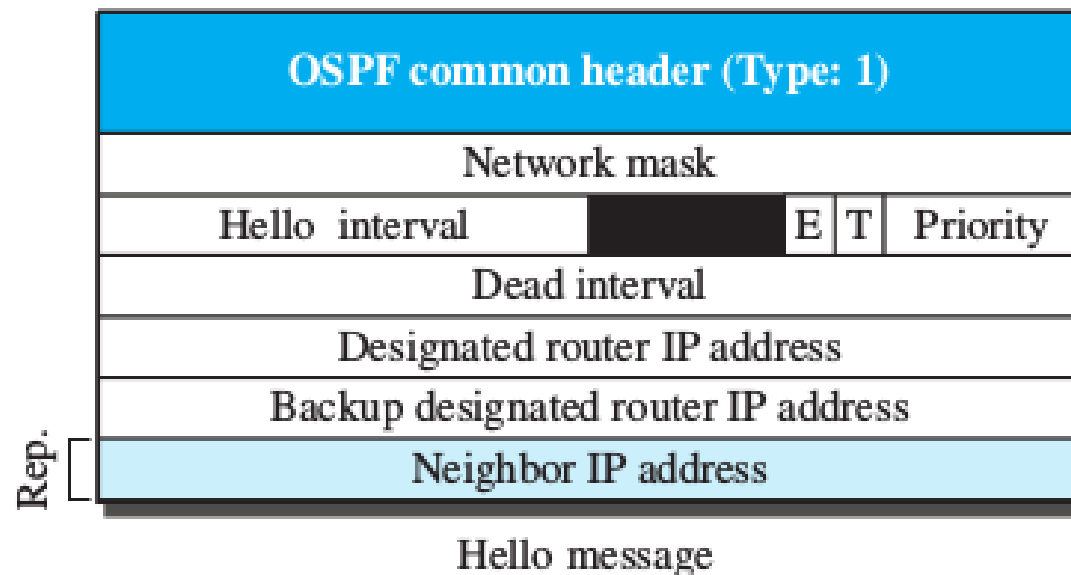 OSPF common header (Type: 1)
Network mask
Hello interval E T Priority
Dead interval
Designated router IP address
Backup designated router IP address
Rep. Neighbor IP address
Hello message